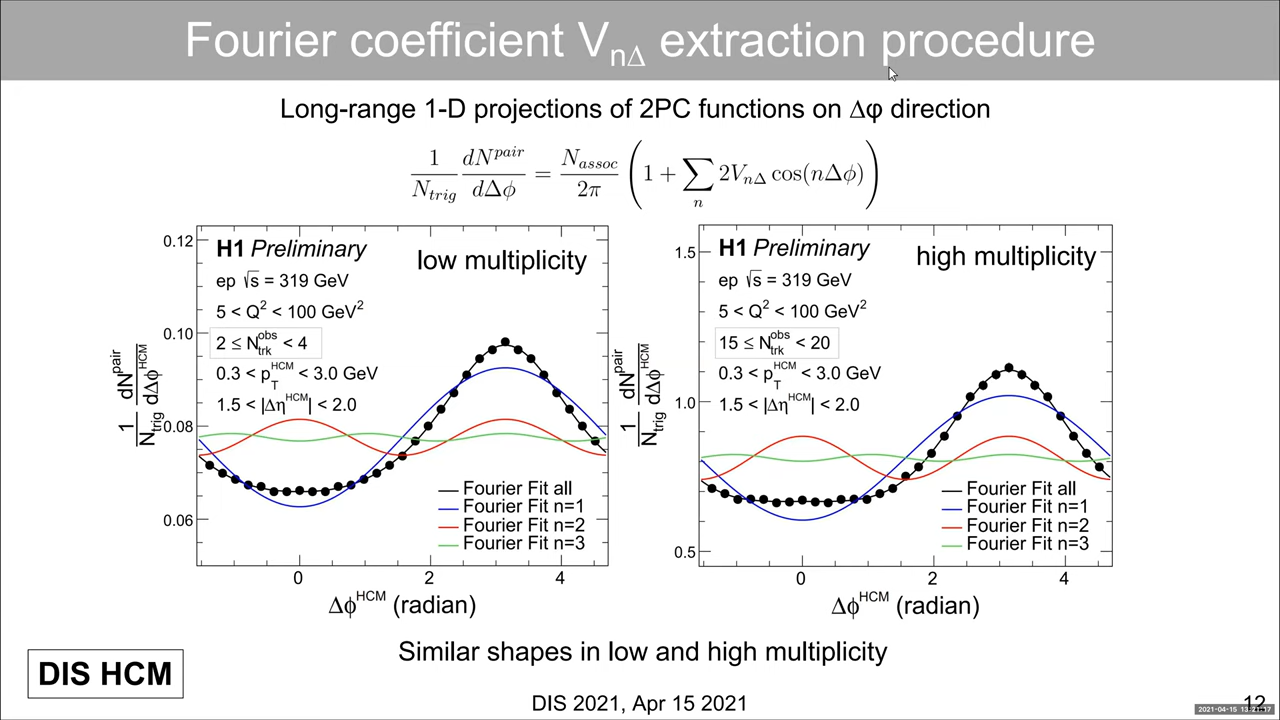 Fourier coefficient VnΔ extraction procedure
Long-range 1-D projections of 2PC functions on Δφ direction
1/N_trig dN^pair/dΔϕ = N_assoc/2π (1 + ∑_n 2V_nΔ cos(nΔϕ))
H1 Preliminary
low multiplicity
ep √s = 319 GeV
5 < Q² < 100 GeV²
2 ≤ N_trk^obs < 4
0.3 < p_T^HCM < 3.0 GeV
1.5 < |Δη^HCM| < 2.0
0.12
0.10
0.08
0.06
1/N_trig dN^pair/dΔϕ^HCM
Fourier Fit all
Fourier Fit n=1
Fourier Fit n=2
Fourier Fit n=3
0 2 4
Δϕ^HCM (radian)
H1 Preliminary
high multiplicity
ep √s = 319 GeV
5 < Q² < 100 GeV²
15 ≤ N_trk^obs < 20
0.3 < p_T^HCM < 3.0 GeV
1.5 < |Δη^HCM| < 2.0
1.5
1.0
0.5
1/N_trig dN^pair/dΔϕ^HCM
Fourier Fit all
Fourier Fit n=1
Fourier Fit n=2
Fourier Fit n=3
0 2 4
Δϕ^HCM (radian)
Similar shapes in low and high multiplicity
DIS HCM
DIS 2021, Apr 15 2021
12